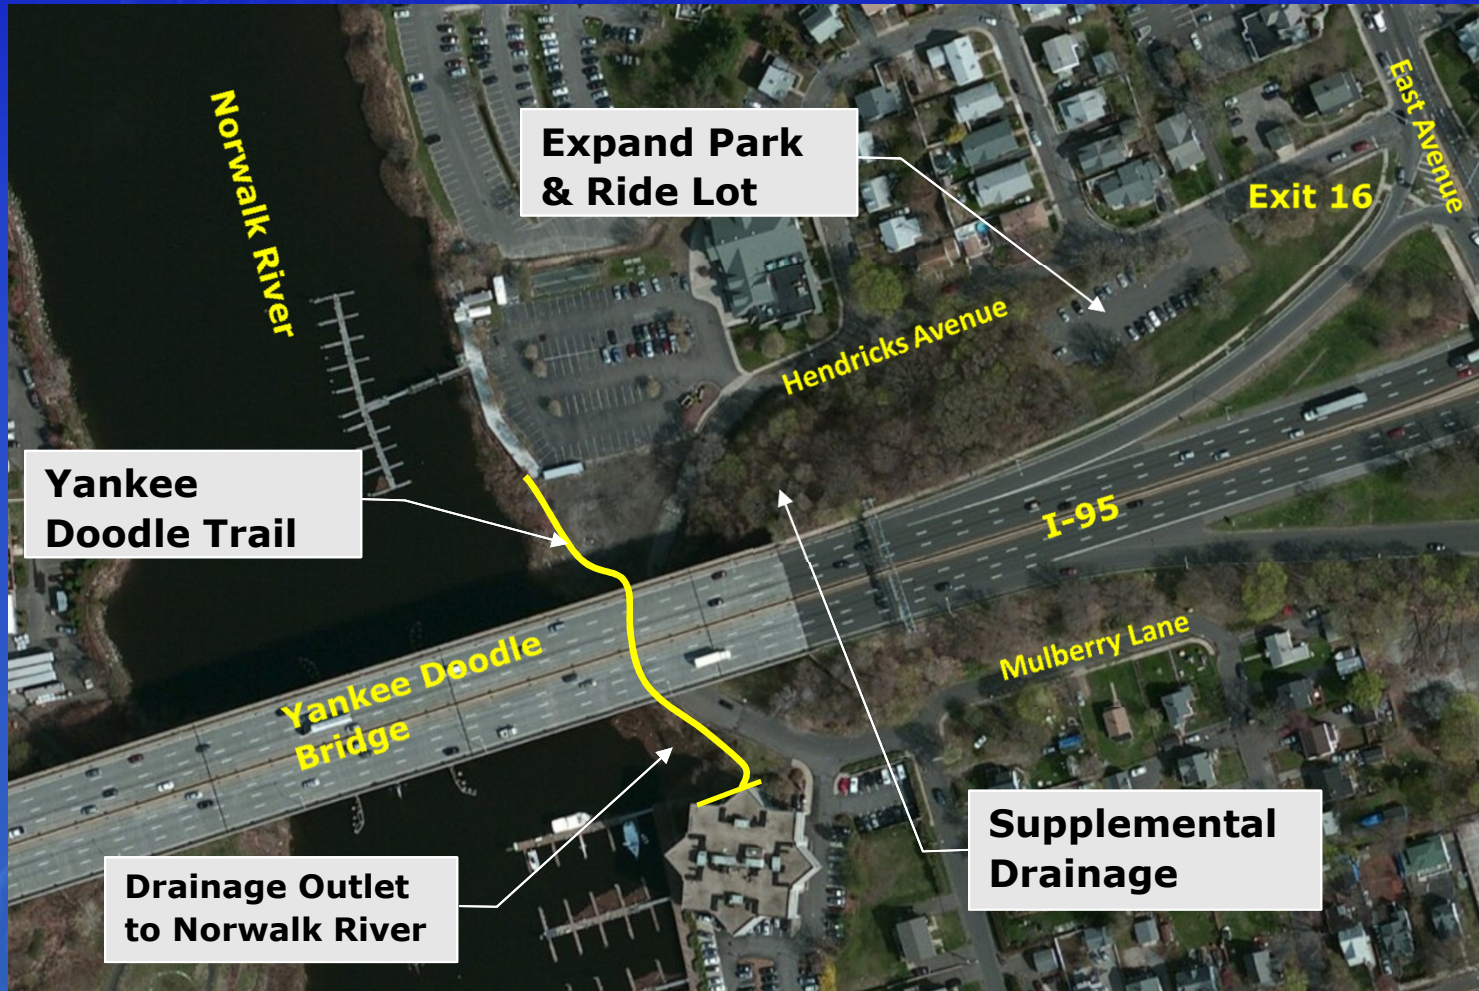 Norwalk River
Expand Park
& Ride Lot
East Avenue
Exit 16
Hendricks Avenue
Yankee
Doodle Trail
I-95
Yankee Doodle
Bridge
Mulberry Lane
Supplemental
Drainage
Drainage Outlet
to Norwalk River